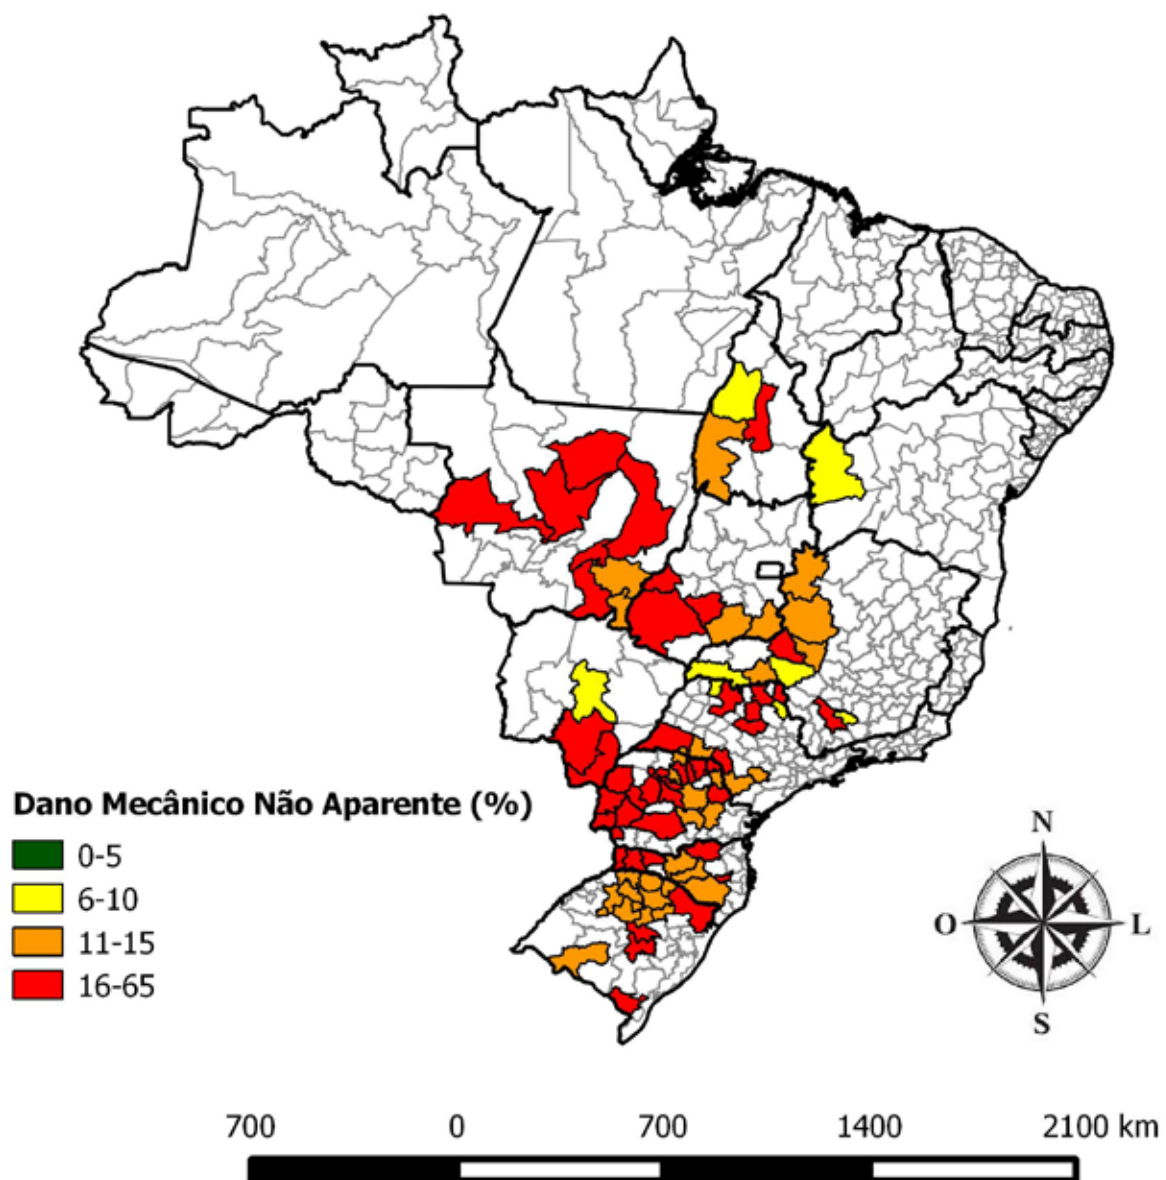 Dano Mecânico Não Aparente (%)
0-5
6-10
11-15
16-65
N
O
L
S
700 0 700 1400 2100 km